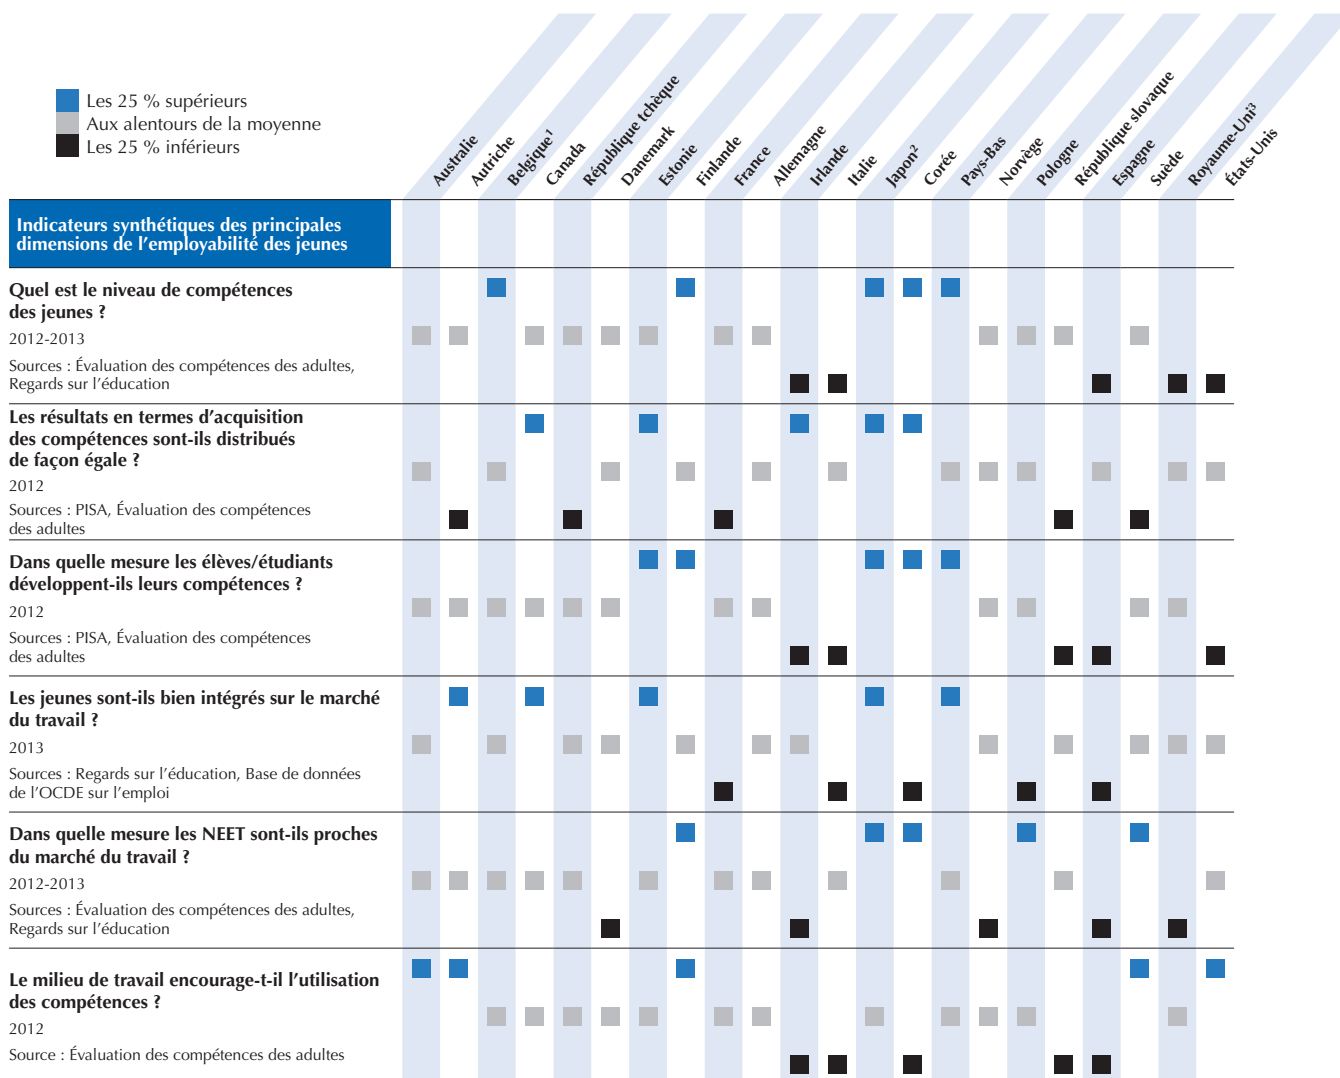 Les 25 % supérieurs
Aux alentours de la moyenne
Les 25 % inférieurs
Australie
Autriche
Belgique¹
Canada
République tchèque
Danemark
Estonie
Finlande
France
Allemagne
Irlande
Italie
Japon²
Corée
Pays-Bas
Norvège
Pologne
République slovaque
Espagne
Suède
Royaume-Uni³
États-Unis
Indicateurs synthétiques des principales
dimensions de l'employabilité des jeunes
Quel est le niveau de compétences
des jeunes ?
2012-2013
Sources : Évaluation des compétences des adultes,
Regards sur l'éducation
Les résultats en termes d'acquisition
des compétences sont-ils distribués
de façon égale ?
2012
Sources : PISA, Évaluation des compétences
des adultes
Dans quelle mesure les élèves/étudiants
développent-ils leurs compétences ?
2012
Sources : PISA, Évaluation des compétences
des adultes
Les jeunes sont-ils bien intégrés sur le marché
du travail ?
2013
Sources : Regards sur l'éducation, Base de données
de l'OCDE sur l'emploi
Dans quelle mesure les NEET sont-ils proches
du marché du travail ?
2012-2013
Sources : Évaluation des compétences des adultes,
Regards sur l'éducation
Le milieu de travail encourage-t-il l'utilisation
des compétences ?
2012
Source : Évaluation des compétences des adultes